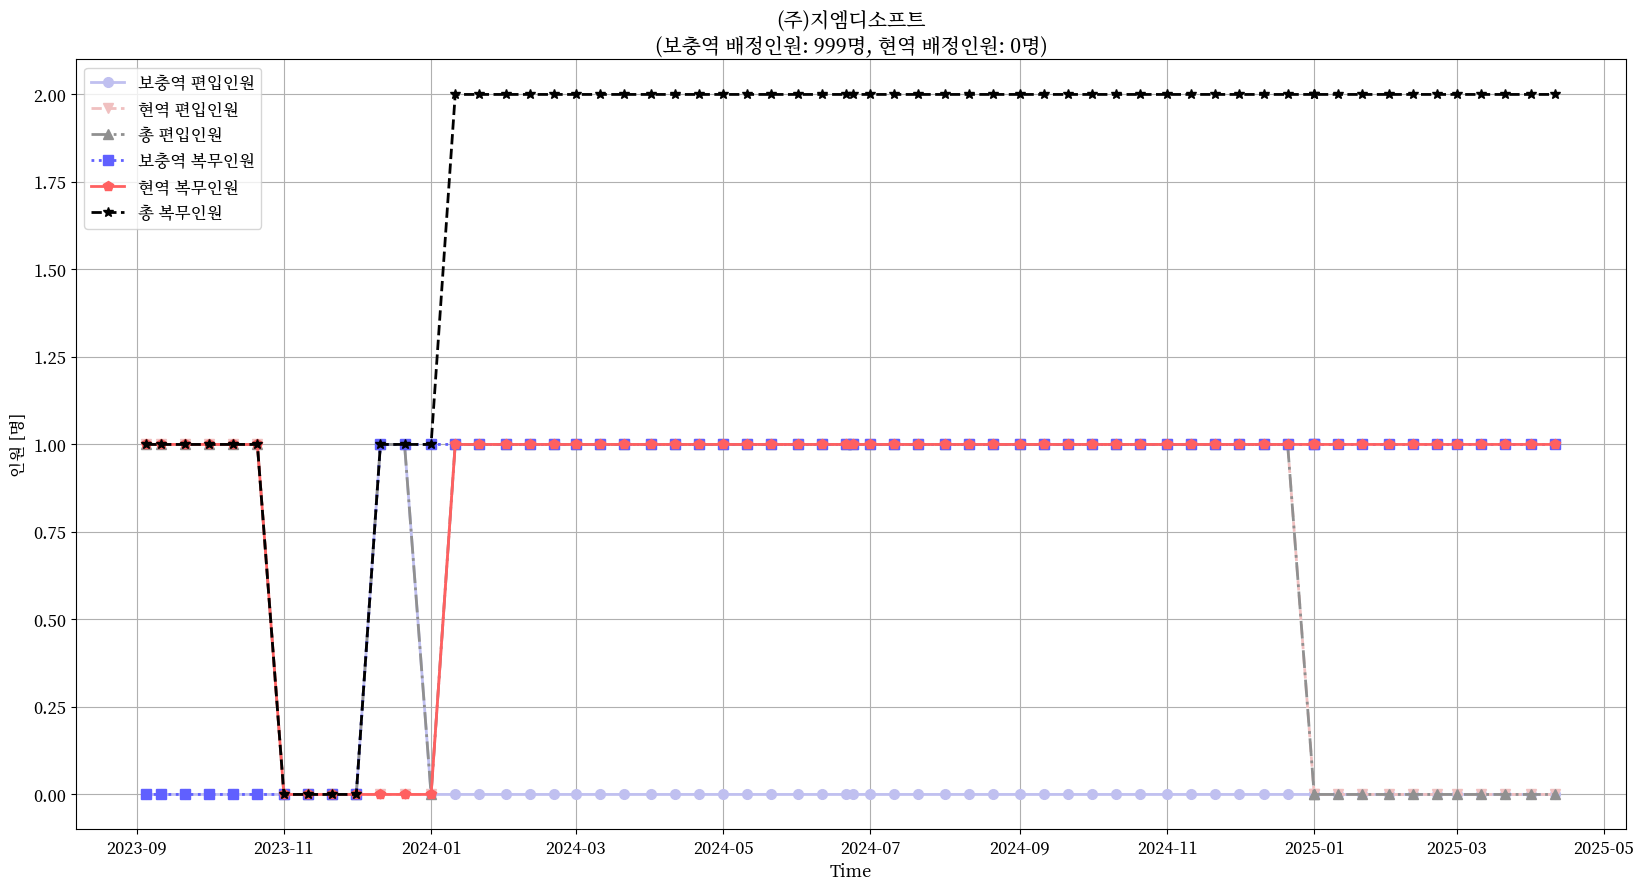 (주)지엠디소프트
(보충역 배정인원: 999명, 현역 배정인원: 0명)
보충역 편입인원
현역 편입인원
총 편입인원
보충역 복무인원
현역 복무인원
총 복무인원
2.00
1.75
1.50
1.25
1.00
0.75
0.50
0.25
0.00
인원 [명]
2023-09 2023-11 2024-01 2024-03 2024-05 2024-07 2024-09 2024-11 2025-01 2025-03 2025-05
Time